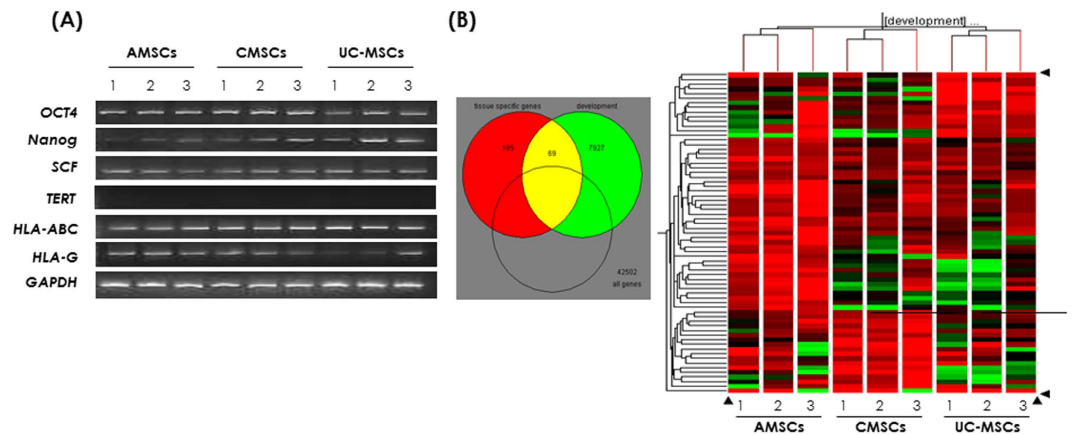 (A)
AMSCs CMSCs UC-MSCs
1 2 3 1 2 3 1 2 3
OCT4
Nanog
SCF
TERT
HLA-ABC
HLA-G
GAPDH
(B)
tissue specific genes development
195 69 7927
42502
all genes
[development] ...
1 2 3 1 2 3 1 2 3
AMSCs CMSCs UC-MSCs